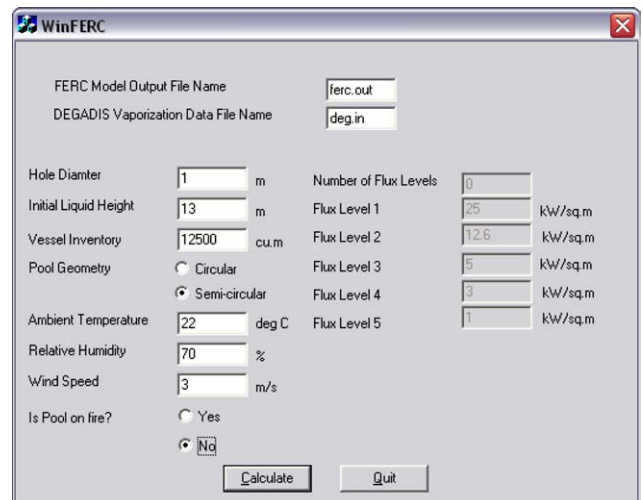 WinFERC
FERC Model Output File Name ferc.out
DEGADIS Vaporization Data File Name deg.in
Hole Diamter 1 m Number of Flux Levels 0
Initial Liquid Height 13 m Flux Level 1 25 kW/sq.m
Vessel Inventory 12500 cu.m Flux Level 2 12.6 kW/sq.m
Pool Geometry Circular Flux Level 3 5 kW/sq.m
Semi-circular Flux Level 4 3 kW/sq.m
Ambient Temperature 22 deg C Flux Level 5 1 kW/sq.m
Relative Humidity 70 %
Wind Speed 3 m/s
Is Pool on fire? Yes
No
Calculate Quit